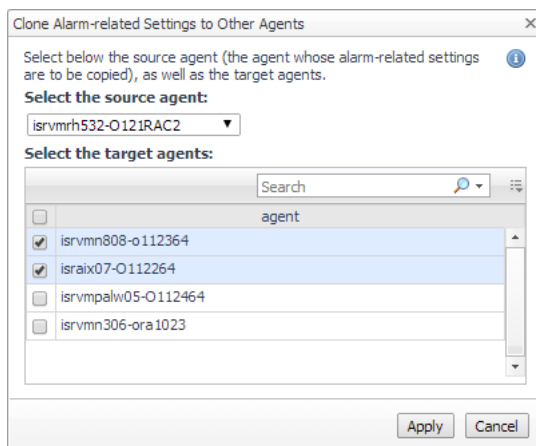 Clone Alarm-related Settings to Other Agents
Select below the source agent (the agent whose alarm-related settings
are to be copied), as well as the target agents.
Select the source agent:
isrvmrh532-O121RAC2
Select the target agents:
Search
agent
isrvmn808-o112364
israix07-O112264
isrvmpalw05-O112464
isrvmn306-ora1023
Apply Cancel